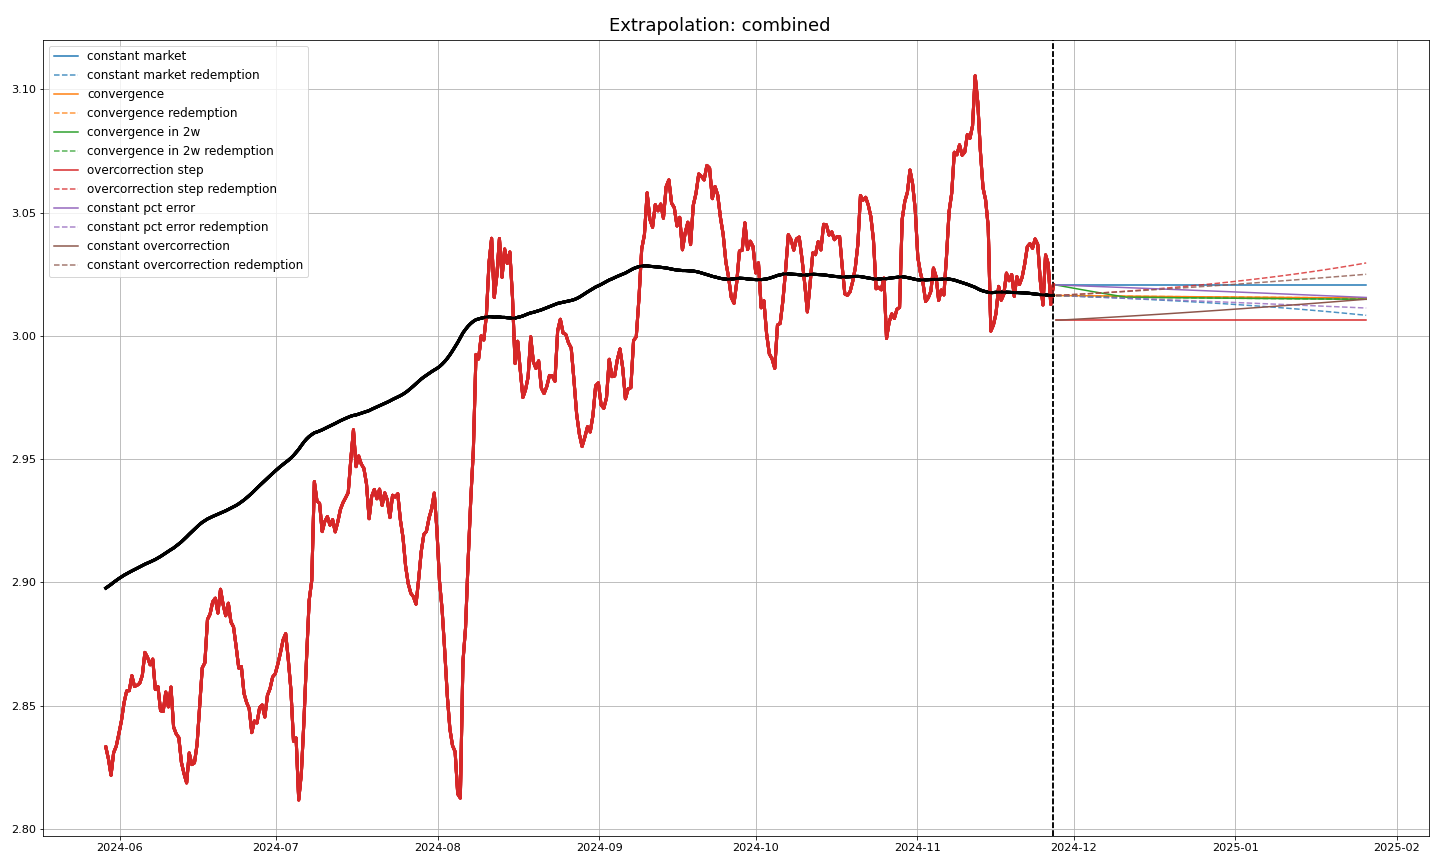 Extrapolation: combined
constant market
constant market redemption
convergence
convergence redemption
convergence in 2w
convergence in 2w redemption
overcorrection step
overcorrection step redemption
constant pct error
constant pct error redemption
constant overcorrection
constant overcorrection redemption
3.10
3.05
3.00
2.95
2.90
2.85
2.80
2024-06
2024-07
2024-08
2024-09
2024-10
2024-11
2024-12
2025-01
2025-02